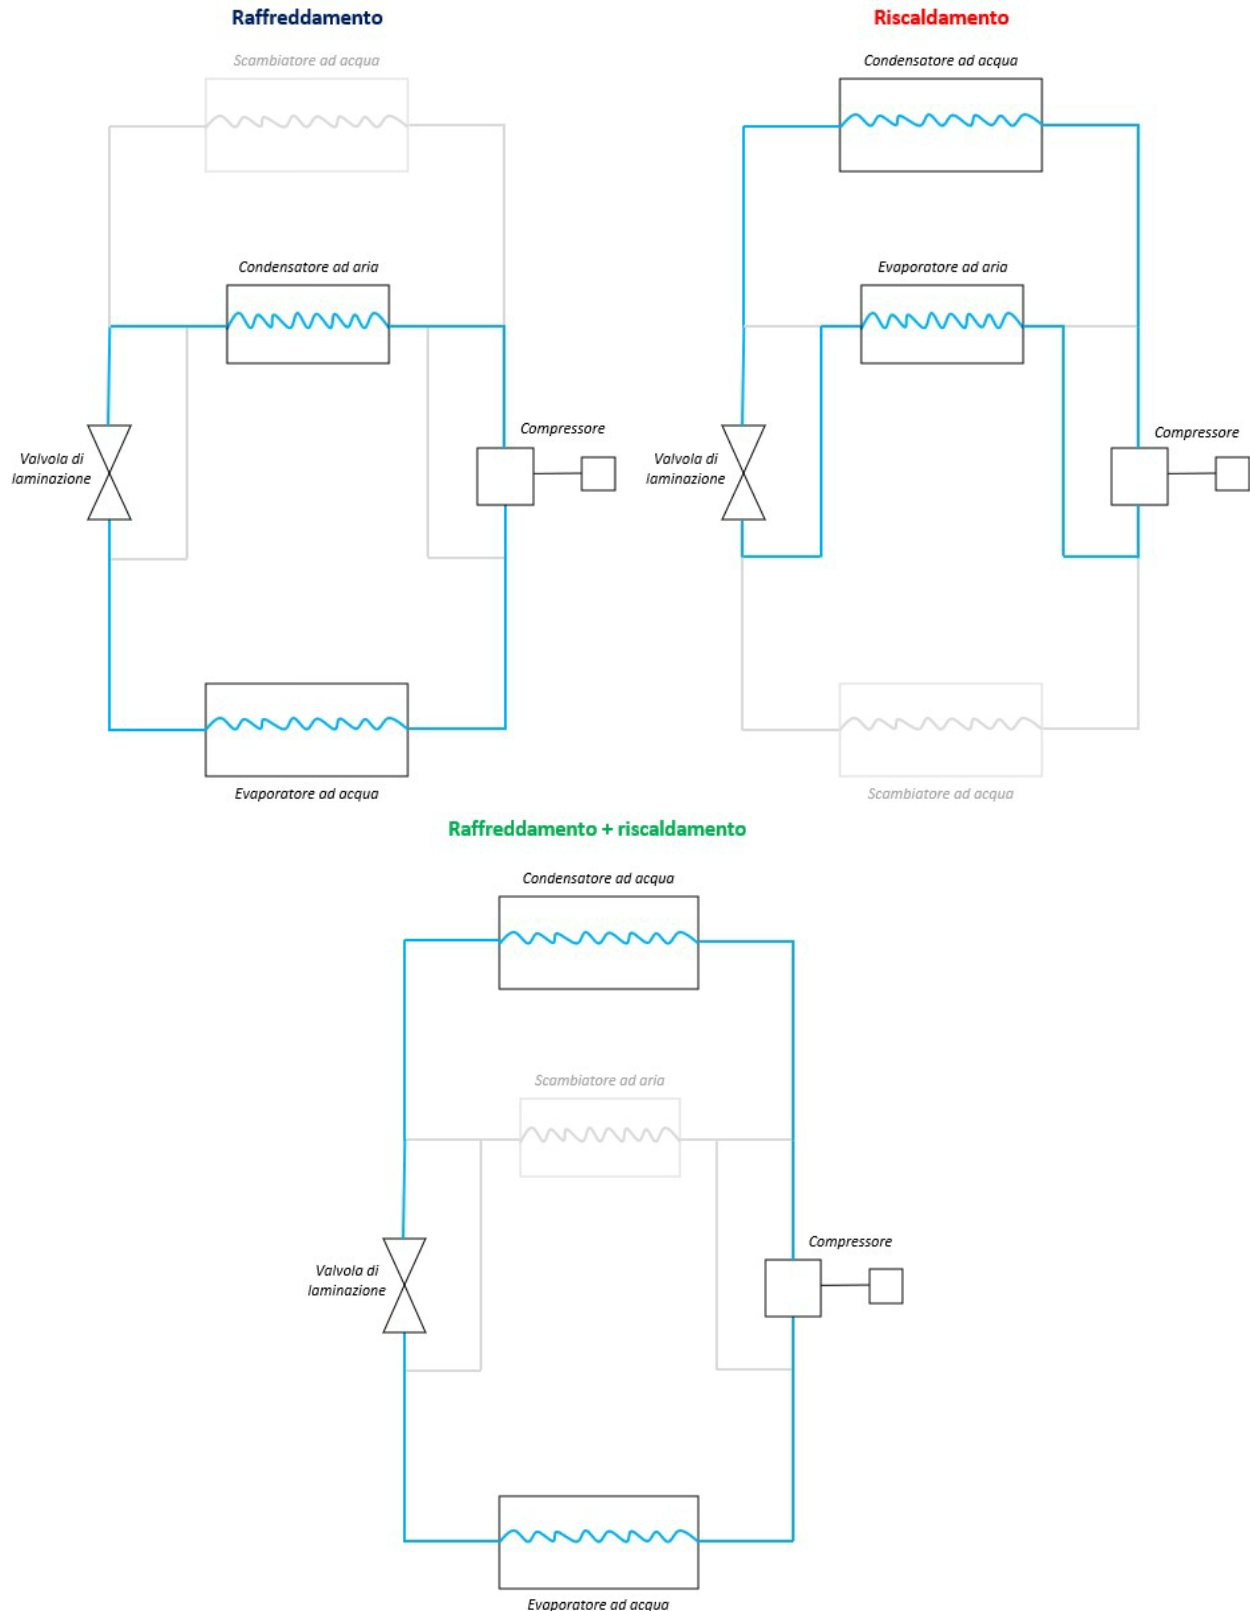 Raffreddamento
Scambiatore ad acqua
Condensatore ad aria
Compressore
Valvola di
laminazione
Evaporatore ad acqua
Riscaldamento
Condensatore ad acqua
Evaporatore ad aria
Compressore
Valvola di
laminazione
Scambiatore ad acqua
Raffreddamento + riscaldamento
Condensatore ad acqua
Scambiatore ad aria
Compressore
Valvola di
laminazione
Evaporatore ad acqua